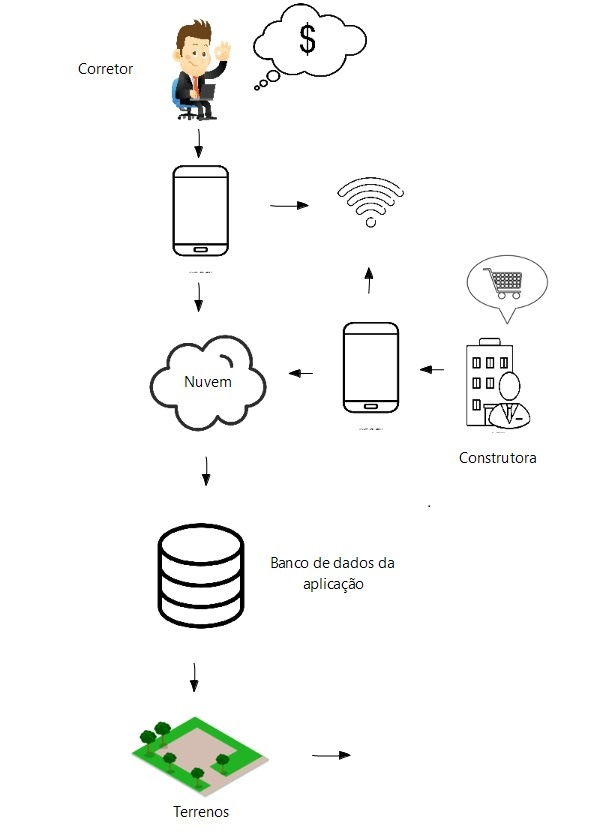 $
Corretor
Nuvem
Construtora
Banco de dados da
aplicação
Terrenos